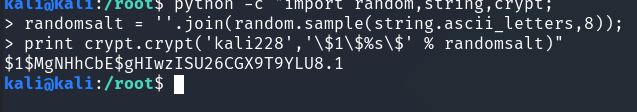 kali@kali:/root$ python -c "import random,string,crypt;
> randomsalt = ''.join(random.sample(string.ascii_letters,8));
> print crypt.crypt('kali228','\$1\$%s\$' % randomsalt)"
$1$MgNHhCbE$gHIwzISU26CGX9T9YLU8.1
kali@kali:/root$